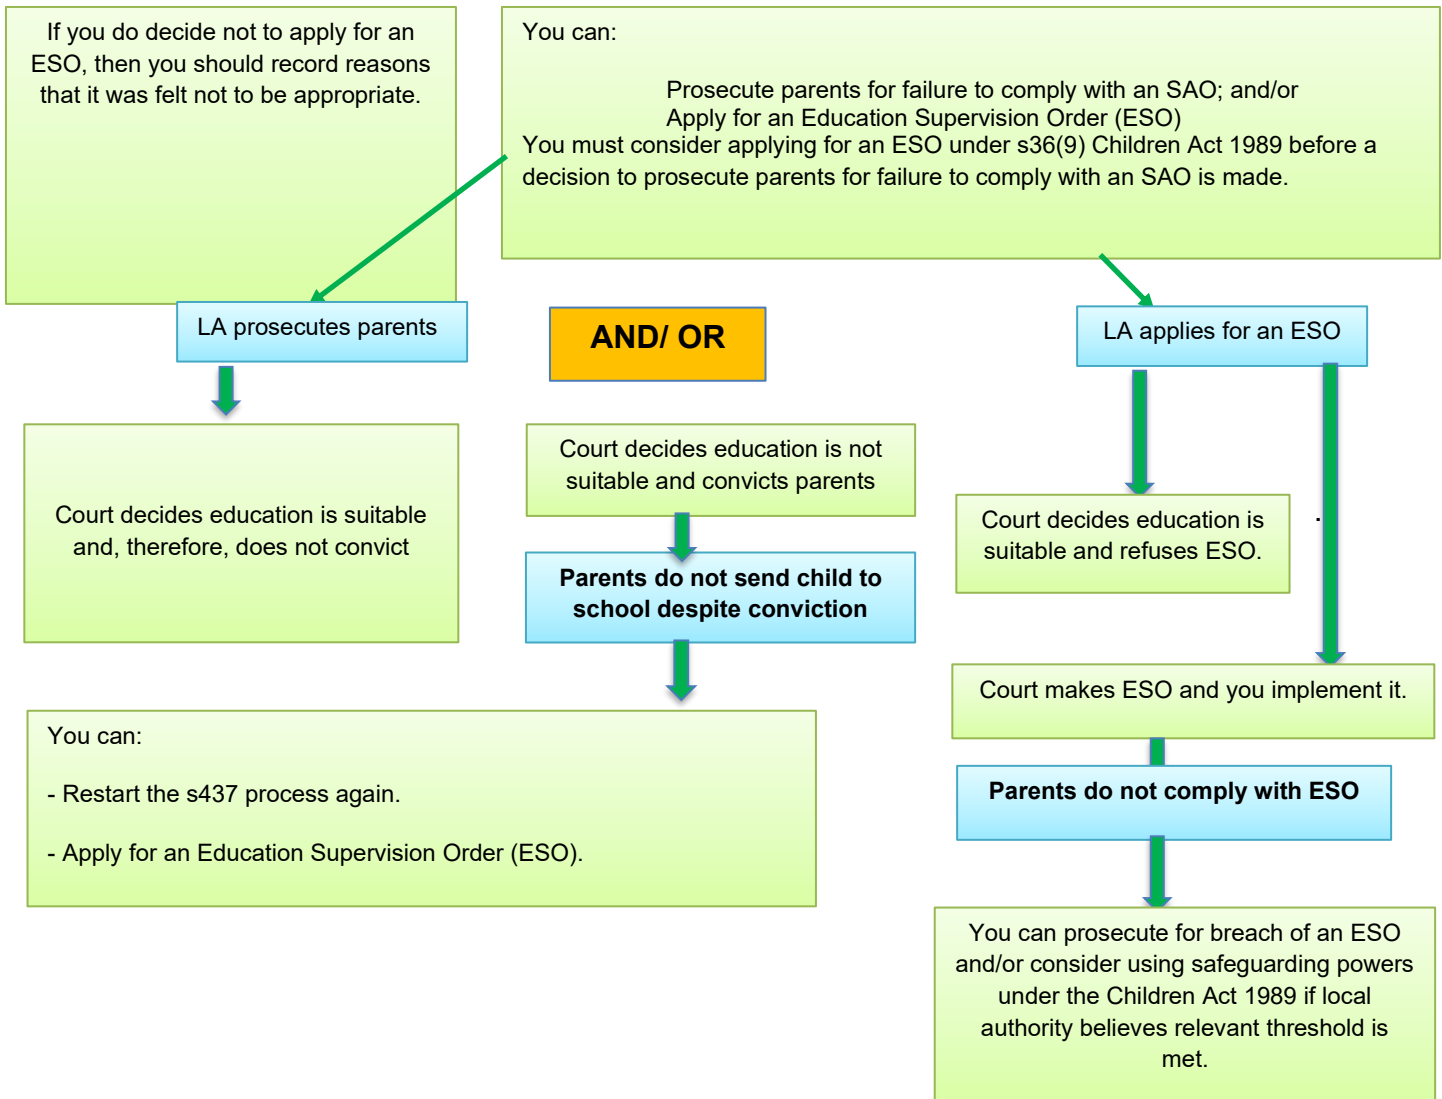 If you do decide not to apply for an
ESO, then you should record reasons
that it was felt not to be appropriate.
You can:
Prosecute parents for failure to comply with an SAO; and/or
Apply for an Education Supervision Order (ESO)
You must consider applying for an ESO under s36(9) Children Act 1989 before a
decision to prosecute parents for failure to comply with an SAO is made.
LA prosecutes parents
AND/ OR
LA applies for an ESO
Court decides education is suitable
and, therefore, does not convict
Court decides education is not
suitable and convicts parents
Parents do not send child to
school despite conviction
Court decides education is
suitable and refuses ESO.
.
You can:
- Restart the s437 process again.
- Apply for an Education Supervision Order (ESO).
Court makes ESO and you implement it.
Parents do not comply with ESO
You can prosecute for breach of an ESO
and/or consider using safeguarding powers
under the Children Act 1989 if local
authority believes relevant threshold is
met.